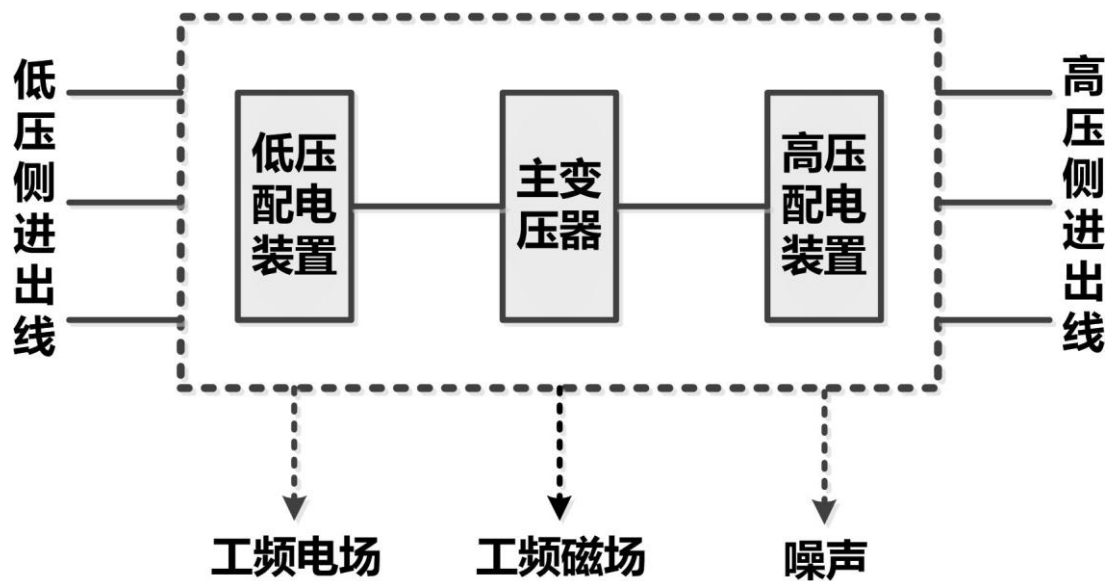 低压侧进出线
低压
配电
装置
主变
压器
高压
配电
装置
高压侧进出线
工频电场
工频磁场
噪声